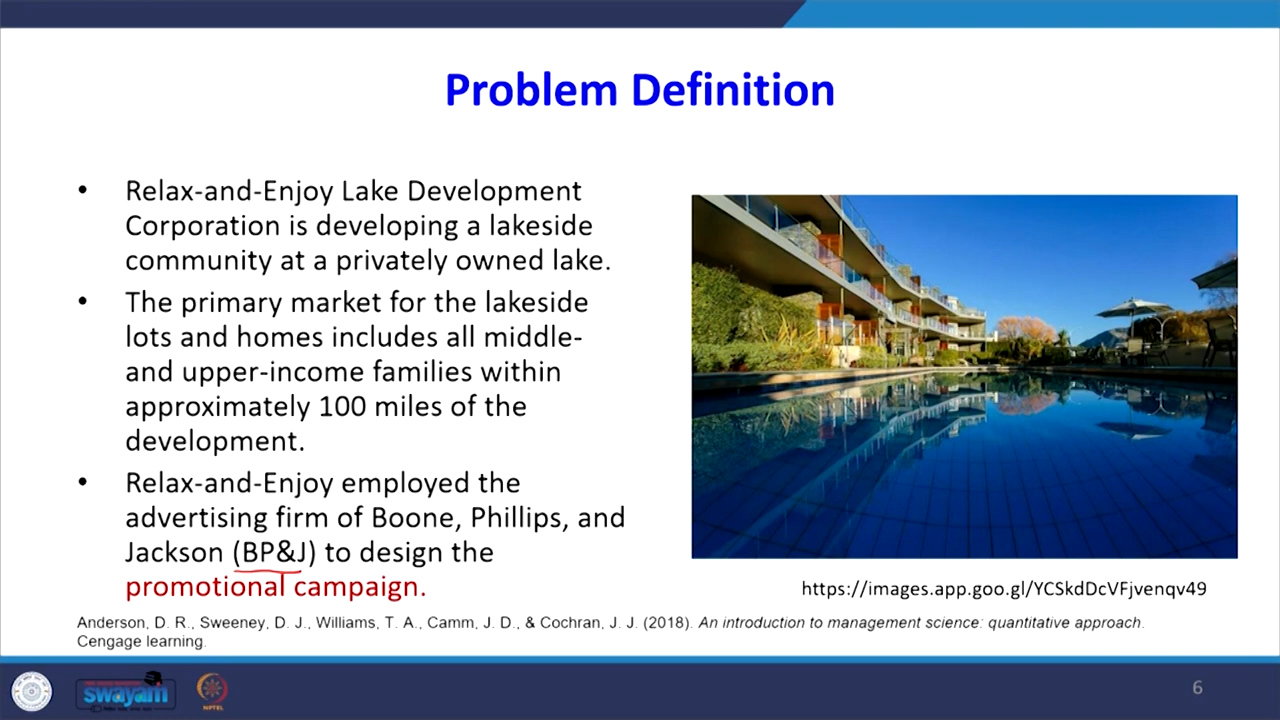 Problem Definition
• Relax-and-Enjoy Lake Development
Corporation is developing a lakeside
community at a privately owned lake.
• The primary market for the lakeside
lots and homes includes all middle-
and upper-income families within
approximately 100 miles of the
development.
• Relax-and-Enjoy employed the
advertising firm of Boone, Phillips, and
Jackson (BP&J) to design the
promotional campaign.
https://images.app.goo.gl/YCSkdDcVFjvenqv49
Anderson, D. R., Sweeney, D. J., Williams, T. A., Camm, J. D., & Cochran, J. J. (2018). An introduction to management science: quantitative approach.
Cengage learning.
swayam
NPTEL
6